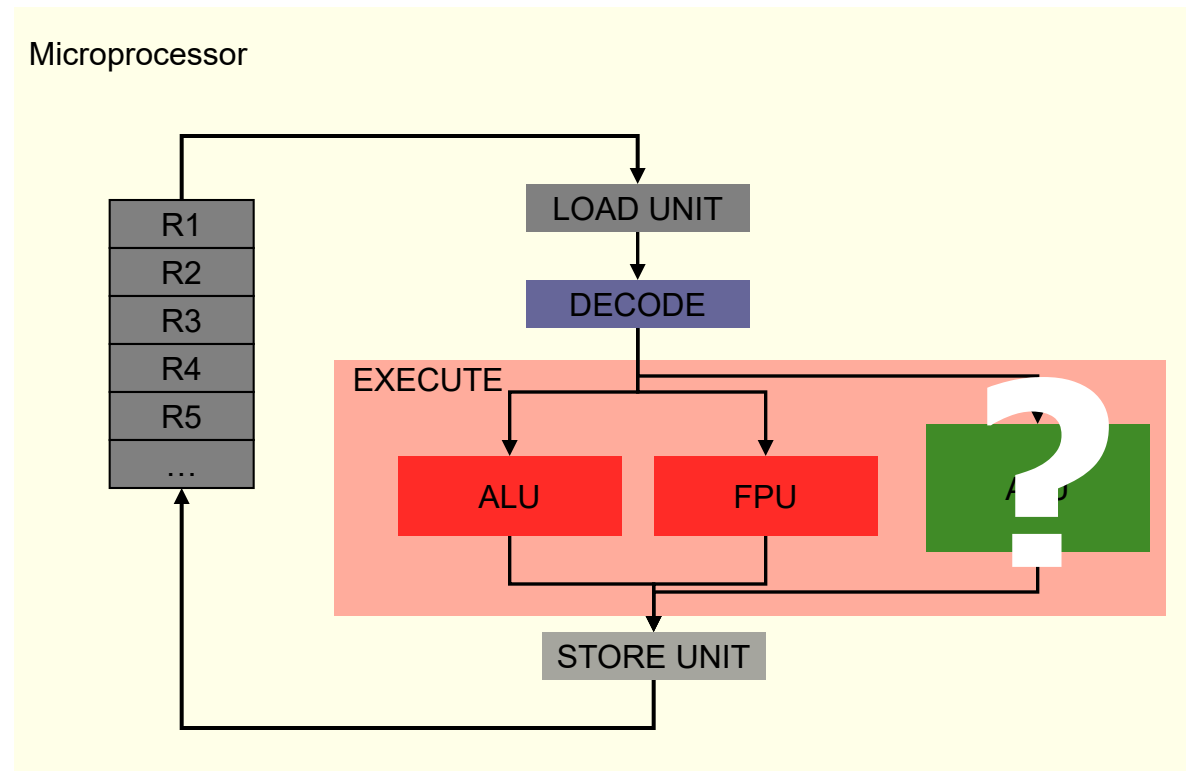 Microprocessor
R1
R2
R3
R4
R5
...
LOAD UNIT
DECODE
EXECUTE
ALU
FPU
?
STORE UNIT